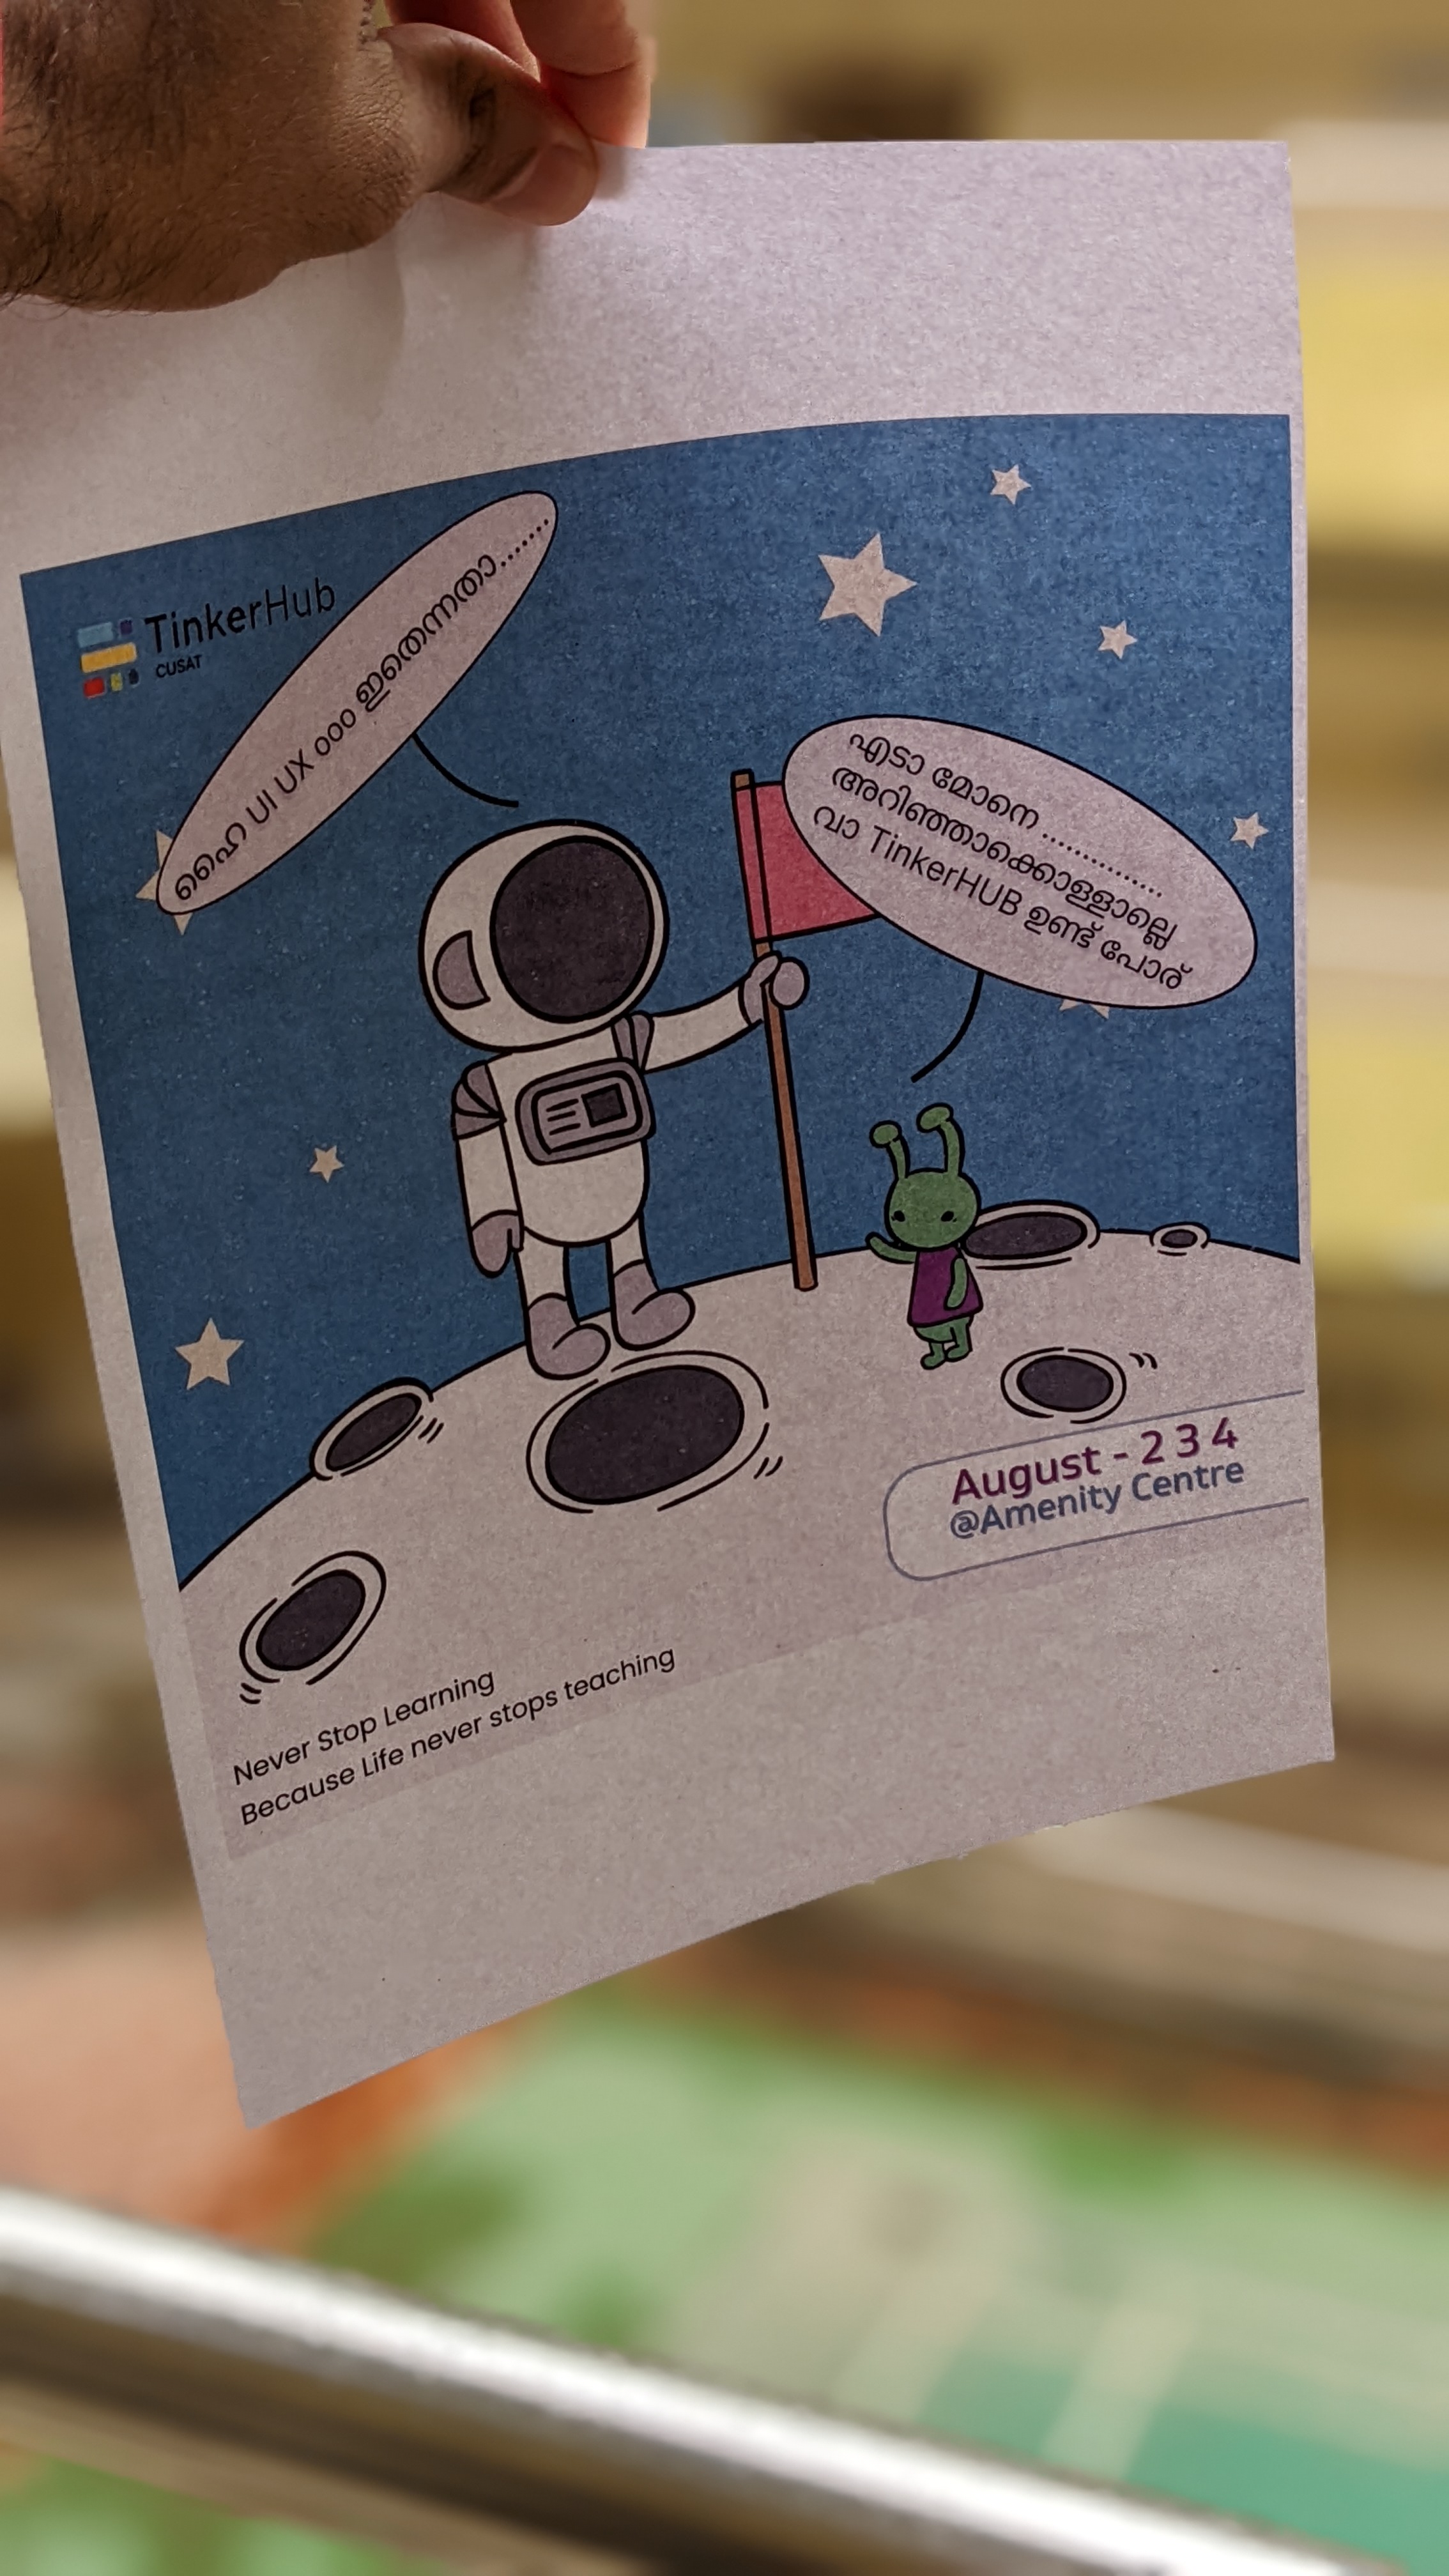 TinkerHub
CUSAT
ഹൈ UI UX ooo ഇതെന്നതാ.......
എടാ മോനെ ...............
അറിഞ്ഞാക്കൊള്ളാല്ലെ
വാ TinkerHUB ഉണ്ട് പോര്
August - 2 3 4
@Amenity Centre
Never Stop Learning
Because Life never stops teaching